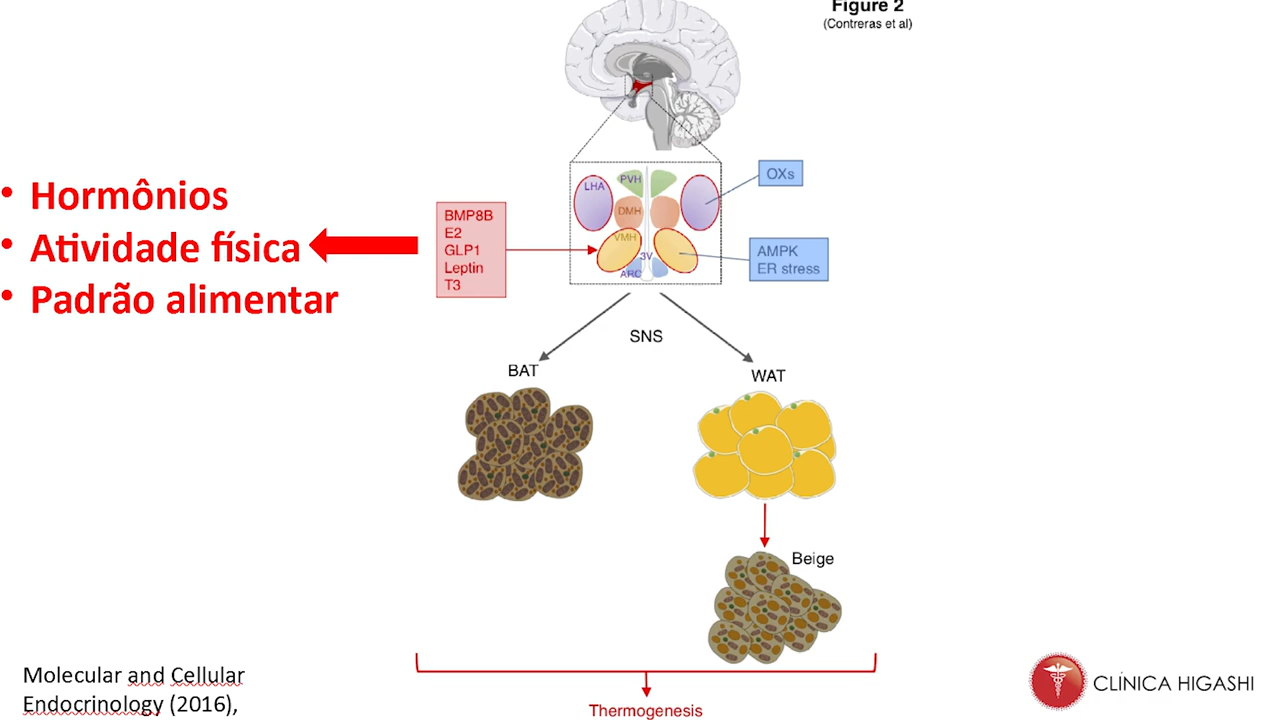 Figure 2
(Contreras et al)
• Hormônios
• Atividade física
• Padrão alimentar
BMP8B
E2
GLP1
Leptin
T3
LHA
PVH
DMH
VMH
3V
ARC
OXs
AMPK
ER stress
SNS
BAT
WAT
Beige
Thermogenesis
Molecular and Cellular
Endocrinology (2016),
CLÍNICA HIGASHI